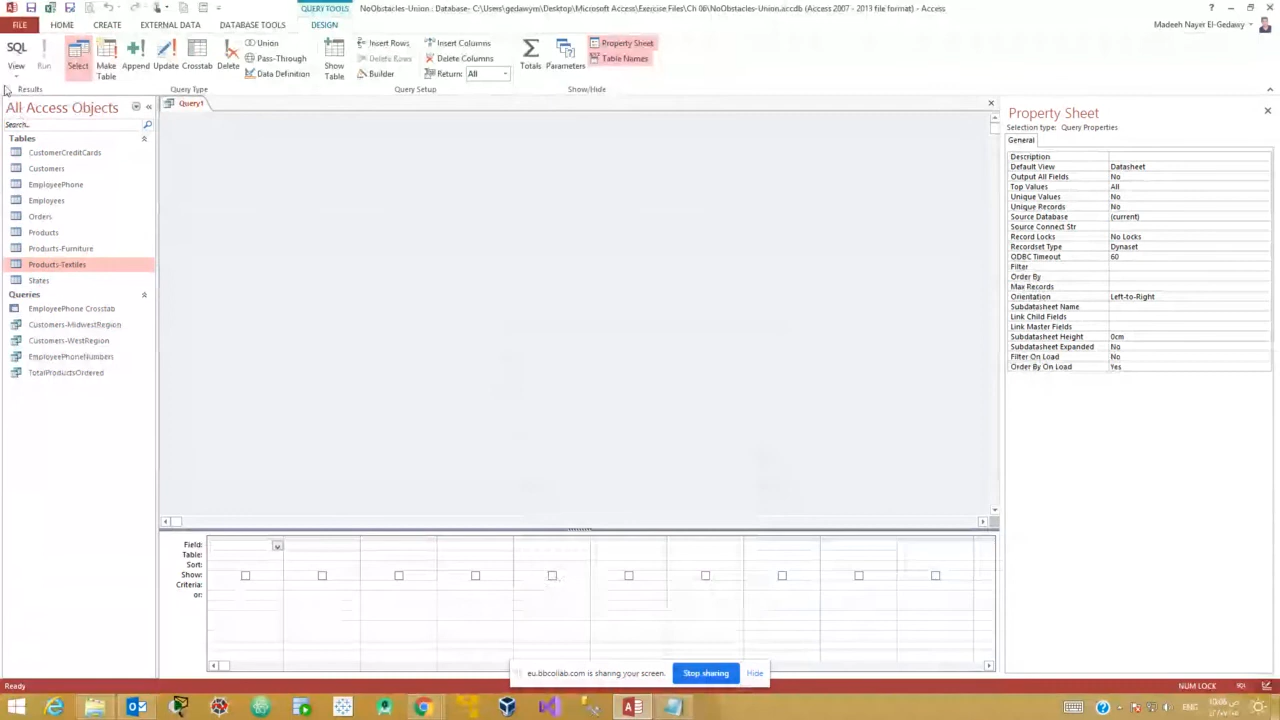 QUERY TOOLS
NoObstacles-Union : Database- C:\Users\gedawym\Desktop\Microsoft Access\Exercise Files\Ch 06\NoObstacles-Union.accdb (Access 2007 - 2013 file format) - Access
FILE HOME CREATE EXTERNAL DATA DATABASE TOOLS DESIGN
Madeeh Nayer El-Gedawy
SQL
View
Run
Select
Make Table
Append
Update
Crosstab
Delete
Union
Pass-Through
Data Definition
Show Table
Insert Rows
Delete Rows
Builder
Insert Columns
Delete Columns
Return: All
Totals
Parameters
Property Sheet
Table Names
Results
Query Type
Query Setup
Show/Hide
All Access Objects
Search...
Tables
CustomerCreditCards
Customers
EmployeePhone
Employees
Orders
Products
Products-Furniture
Products-Textiles
States
Queries
EmployeePhone Crosstab
Customers-MidwestRegion
Customers-WestRegion
EmployeePhoneNumbers
TotalProductsOrdered
Query1
Field:
Table:
Sort:
Show:
Criteria:
or:
Property Sheet
Selection type: Query Properties
General
Description
Default View Datasheet
Output All Fields No
Top Values All
Unique Values No
Unique Records No
Source Database (current)
Source Connect Str
Record Locks No Locks
Recordset Type Dynaset
ODBC Timeout 60
Filter
Order By
Max Records
Orientation Left-to-Right
Subdatasheet Name
Link Child Fields
Link Master Fields
Subdatasheet Height 0cm
Subdatasheet Expanded No
Filter On Load No
Order By On Load Yes
eu.bbcollab.com is sharing your screen.
Stop sharing
Hide
Ready
NUM LOCK
SQL